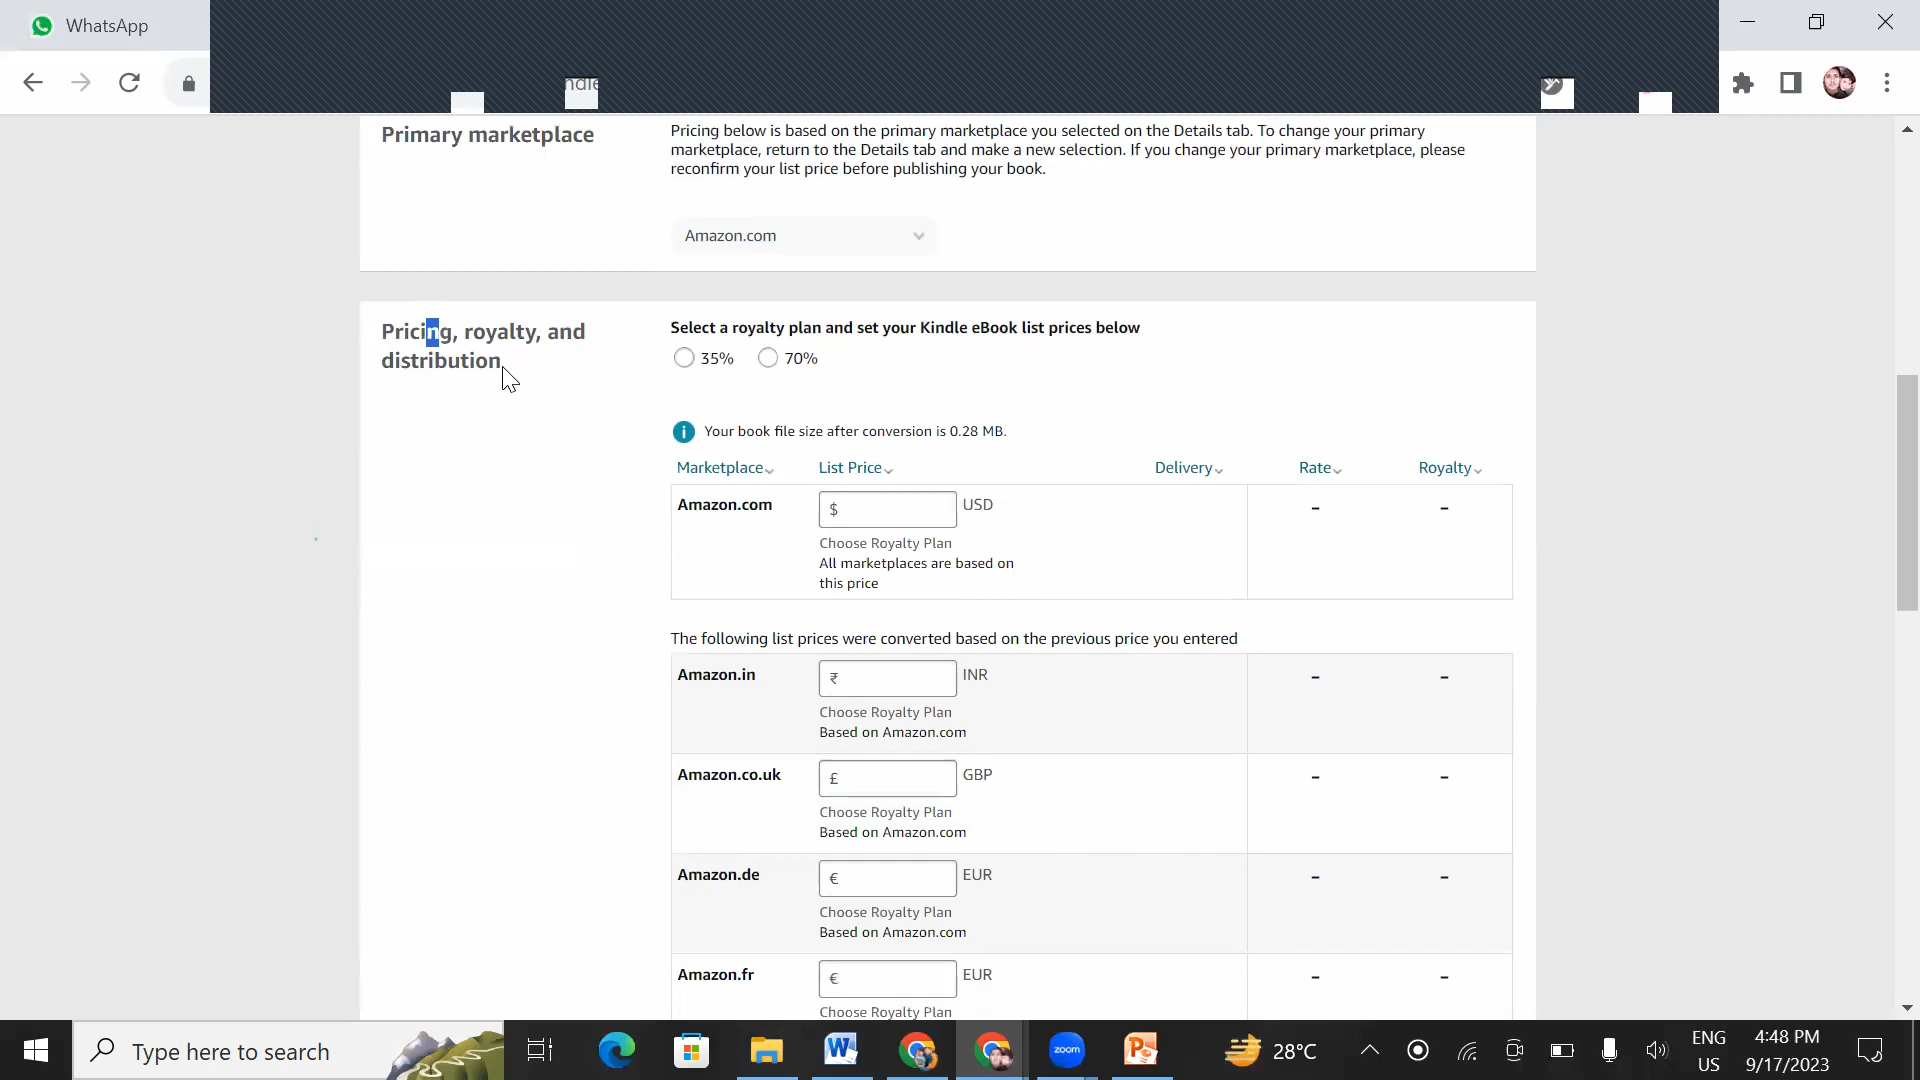 WhatsApp
Primary marketplace
Pricing below is based on the primary marketplace you selected on the Details tab. To change your primary
marketplace, return to the Details tab and make a new selection. If you change your primary marketplace, please
reconfirm your list price before publishing your book.
Amazon.com
Pricing, royalty, and
distribution
Select a royalty plan and set your Kindle eBook list prices below
35% 70%
Your book file size after conversion is 0.28 MB.
Marketplace List Price Delivery Rate Royalty
Amazon.com $ USD – –
Choose Royalty Plan
All marketplaces are based on
this price
The following list prices were converted based on the previous price you entered
Amazon.in ₹ INR – –
Choose Royalty Plan
Based on Amazon.com
Amazon.co.uk £ GBP – –
Choose Royalty Plan
Based on Amazon.com
Amazon.de € EUR – –
Choose Royalty Plan
Based on Amazon.com
Amazon.fr € EUR – –
Choose Royalty Plan
Type here to search
zoom
28°C
ENG
US
4:48 PM
9/17/2023